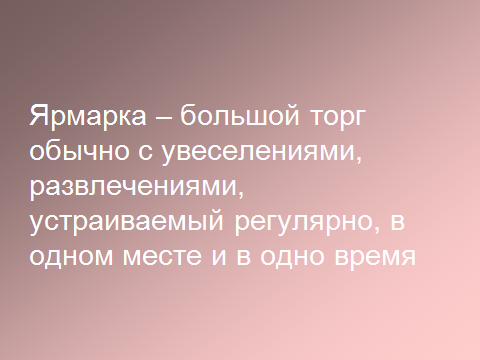 Ярмарка – большой торг
обычно с увеселениями,
развлечениями,
устраиваемый регулярно, в
одном месте и в одно время